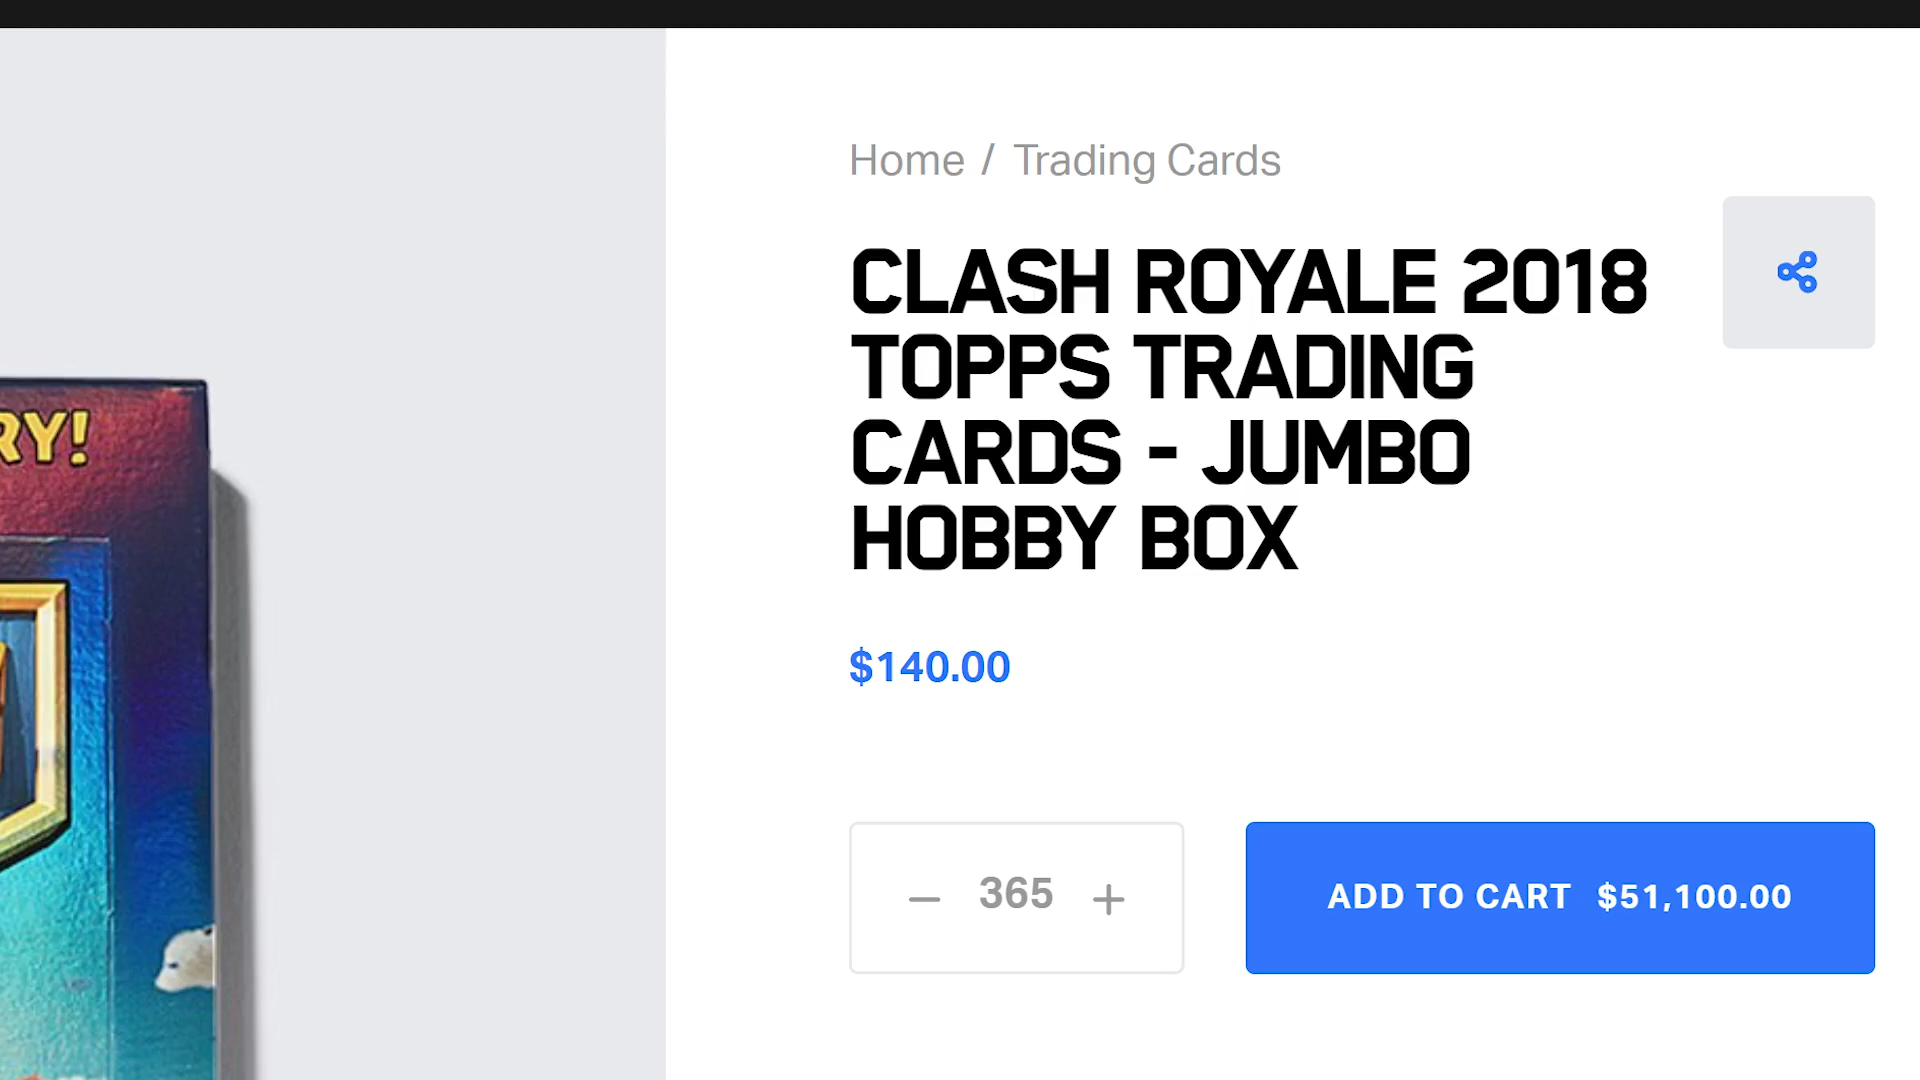 Home / Trading Cards
CLASH ROYALE 2018
TOPPS TRADING
CARDS - JUMBO
HOBBY BOX
$140.00
365
ADD TO CART $51,100.00
RY!